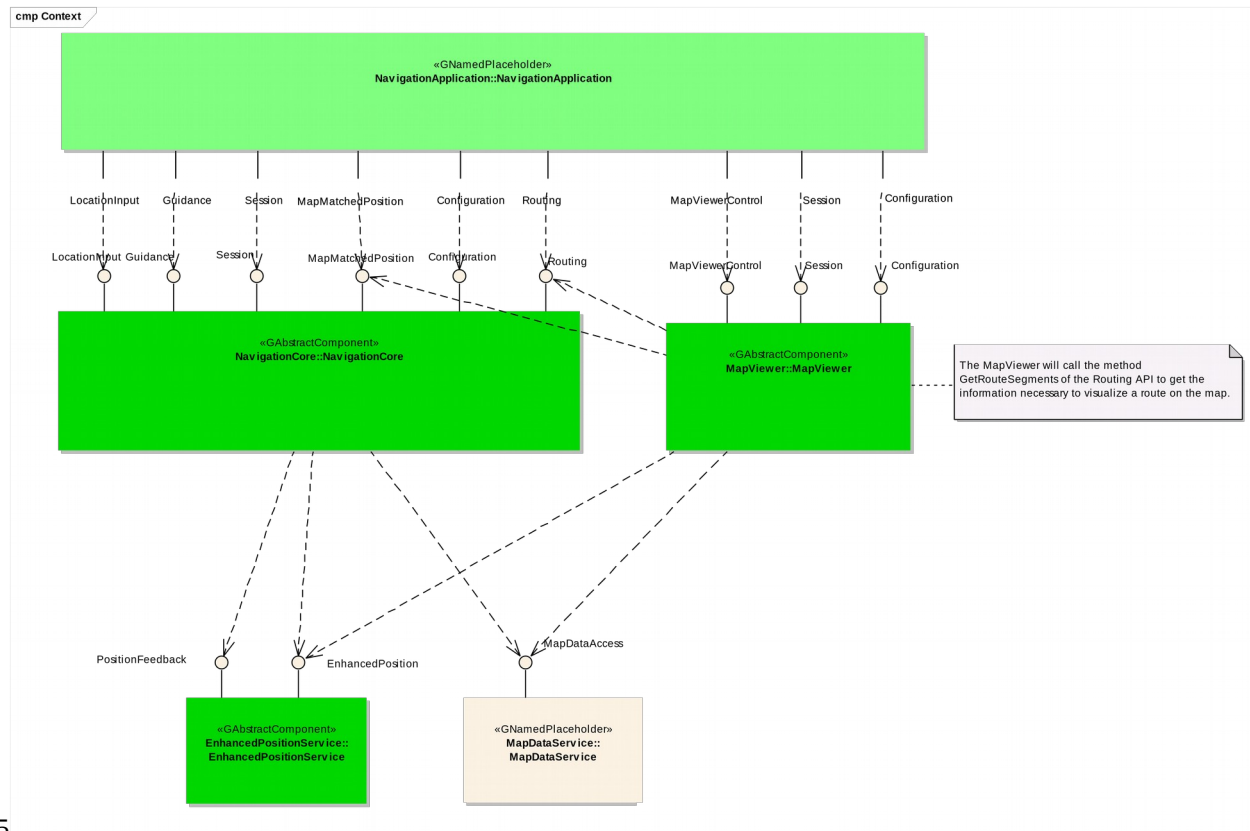 cmp Context
«GNamedPlaceholder»
NavigationApplication::NavigationApplication
LocationInput
Guidance
Session
MapMatchedPosition
Configuration
Routing
MapViewerControl
Session
Configuration
LocationInput
Guidance
Session
MapMatchedPosition
Configuration
Routing
MapViewerControl
Session
Configuration
«GAbstractComponent»
NavigationCore::NavigationCore
«GAbstractComponent»
MapViewer::MapViewer
The MapViewer will call the method
GetRouteSegments of the Routing API to get the
information necessary to visualize a route on the map.
PositionFeedback
EnhancedPosition
MapDataAccess
«GAbstractComponent»
EnhancedPositionService::
EnhancedPositionService
«GNamedPlaceholder»
MapDataService::
MapDataService
5